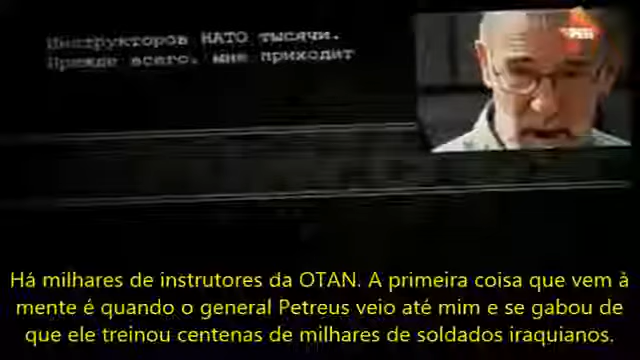 Инструкторов НАТО тысячи.
Прежде всего, мне приходит
РЕН
Há milhares de instrutores da OTAN. A primeira coisa que vem à
mente é quando o general Petreus veio até mim e se gabou de
que ele treinou centenas de milhares de soldados iraquianos.